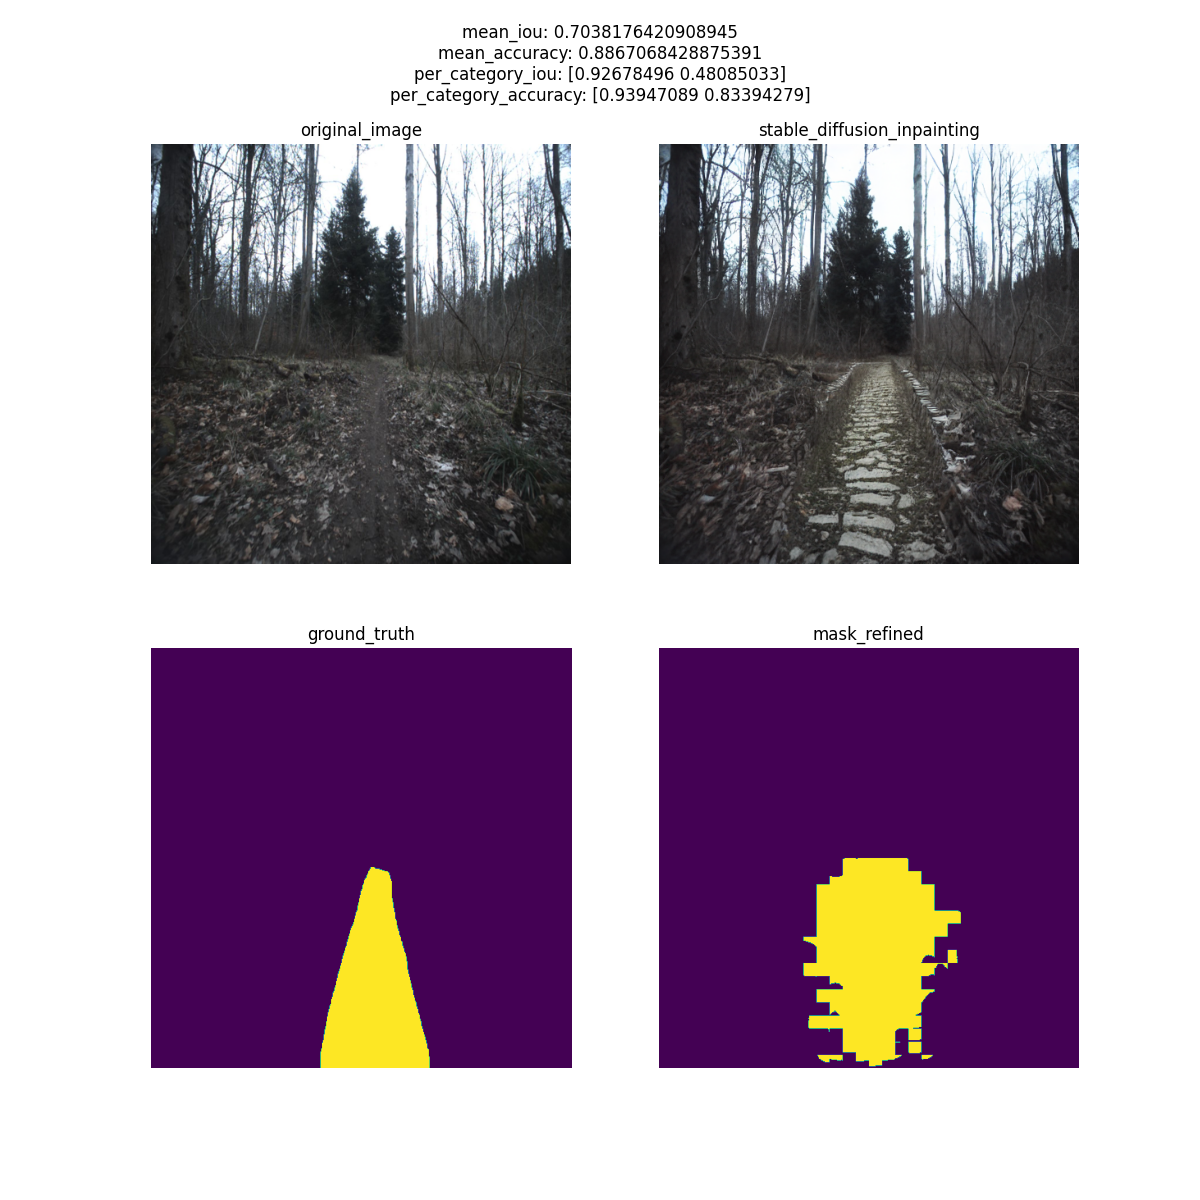 mean_iou: 0.7038176420908945
mean_accuracy: 0.8867068428875391
per_category_iou: [0.92678496 0.48085033]
per_category_accuracy: [0.93947089 0.83394279]
original_image
stable_diffusion_inpainting
ground_truth
mask_refined